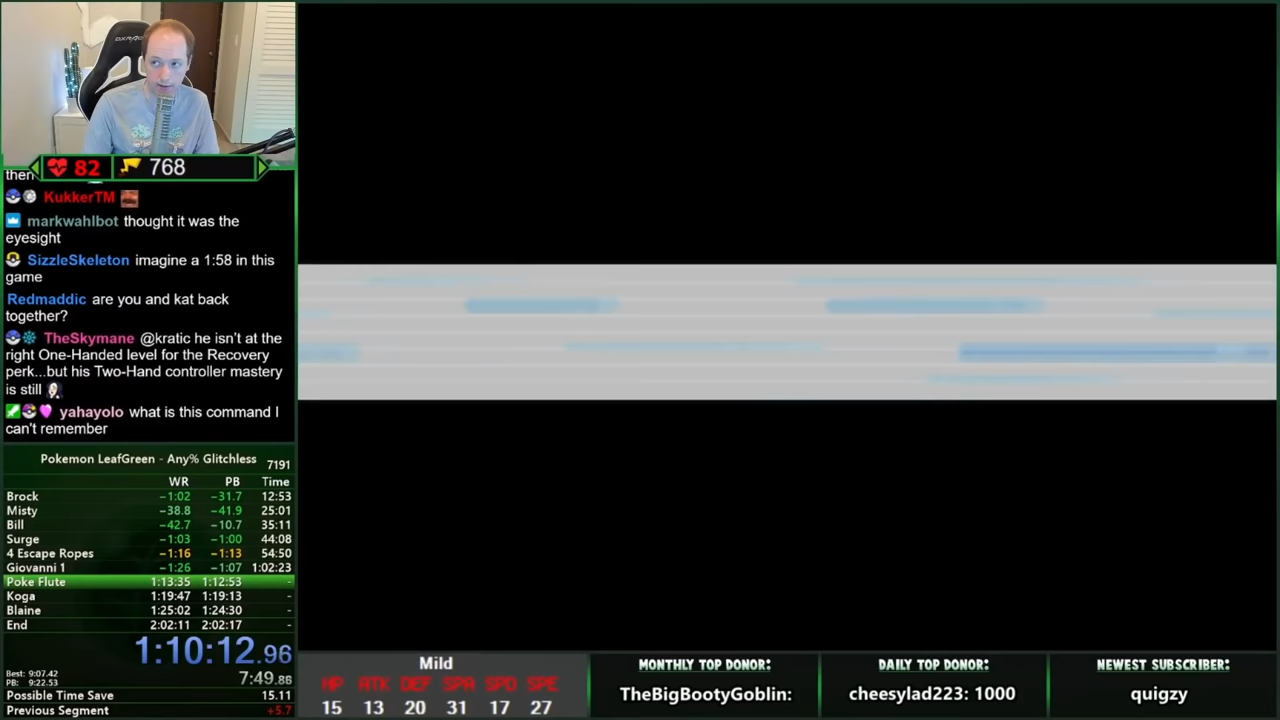 82 768
then
KukkerTM
markwahlbot thought it was the
eyesight
SizzleSkeleton imagine a 1:58 in this
game
Redmaddic are you and kat back
together?
TheSkymane @kratic he isn't at the
right One-Handed level for the Recovery
perk...but his Two-Hand controller mastery
is still
yahayolo what is this command I
can't remember
Pokemon LeafGreen - Any% Glitchless 7191
WR PB Time
Brock -1:02 -31.7 12:53
Misty -38.8 -41.9 25:01
Bill -42.7 -10.7 35:11
Surge -1:03 -1:00 44:08
4 Escape Ropes -1:16 -1:13 54:50
Giovanni 1 -1:26 -1:07 1:02:23
Poke Flute 1:13:35 1:12:53 -
Koga 1:19:47 1:19:13 -
Blaine 1:25:02 1:24:30 -
End 2:02:11 2:02:17 -
1:10:12.96
Best: 9:07.42
PB: 9:22.53
7:49.86
Possible Time Save 15.11
Previous Segment +5.7
Mild
HP ATK DEF SPA SPD SPE
15 13 20 31 17 27
MONTHLY TOP DONOR:
TheBigBootyGoblin:
DAILY TOP DONOR:
cheesylad223: 1000
NEWEST SUBSCRIBER:
quigzy